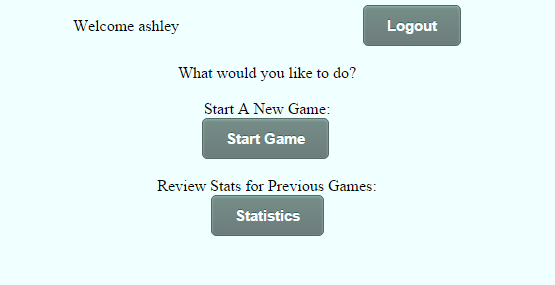 Welcome ashley
Logout
What would you like to do?
Start A New Game:
Start Game
Review Stats for Previous Games:
Statistics